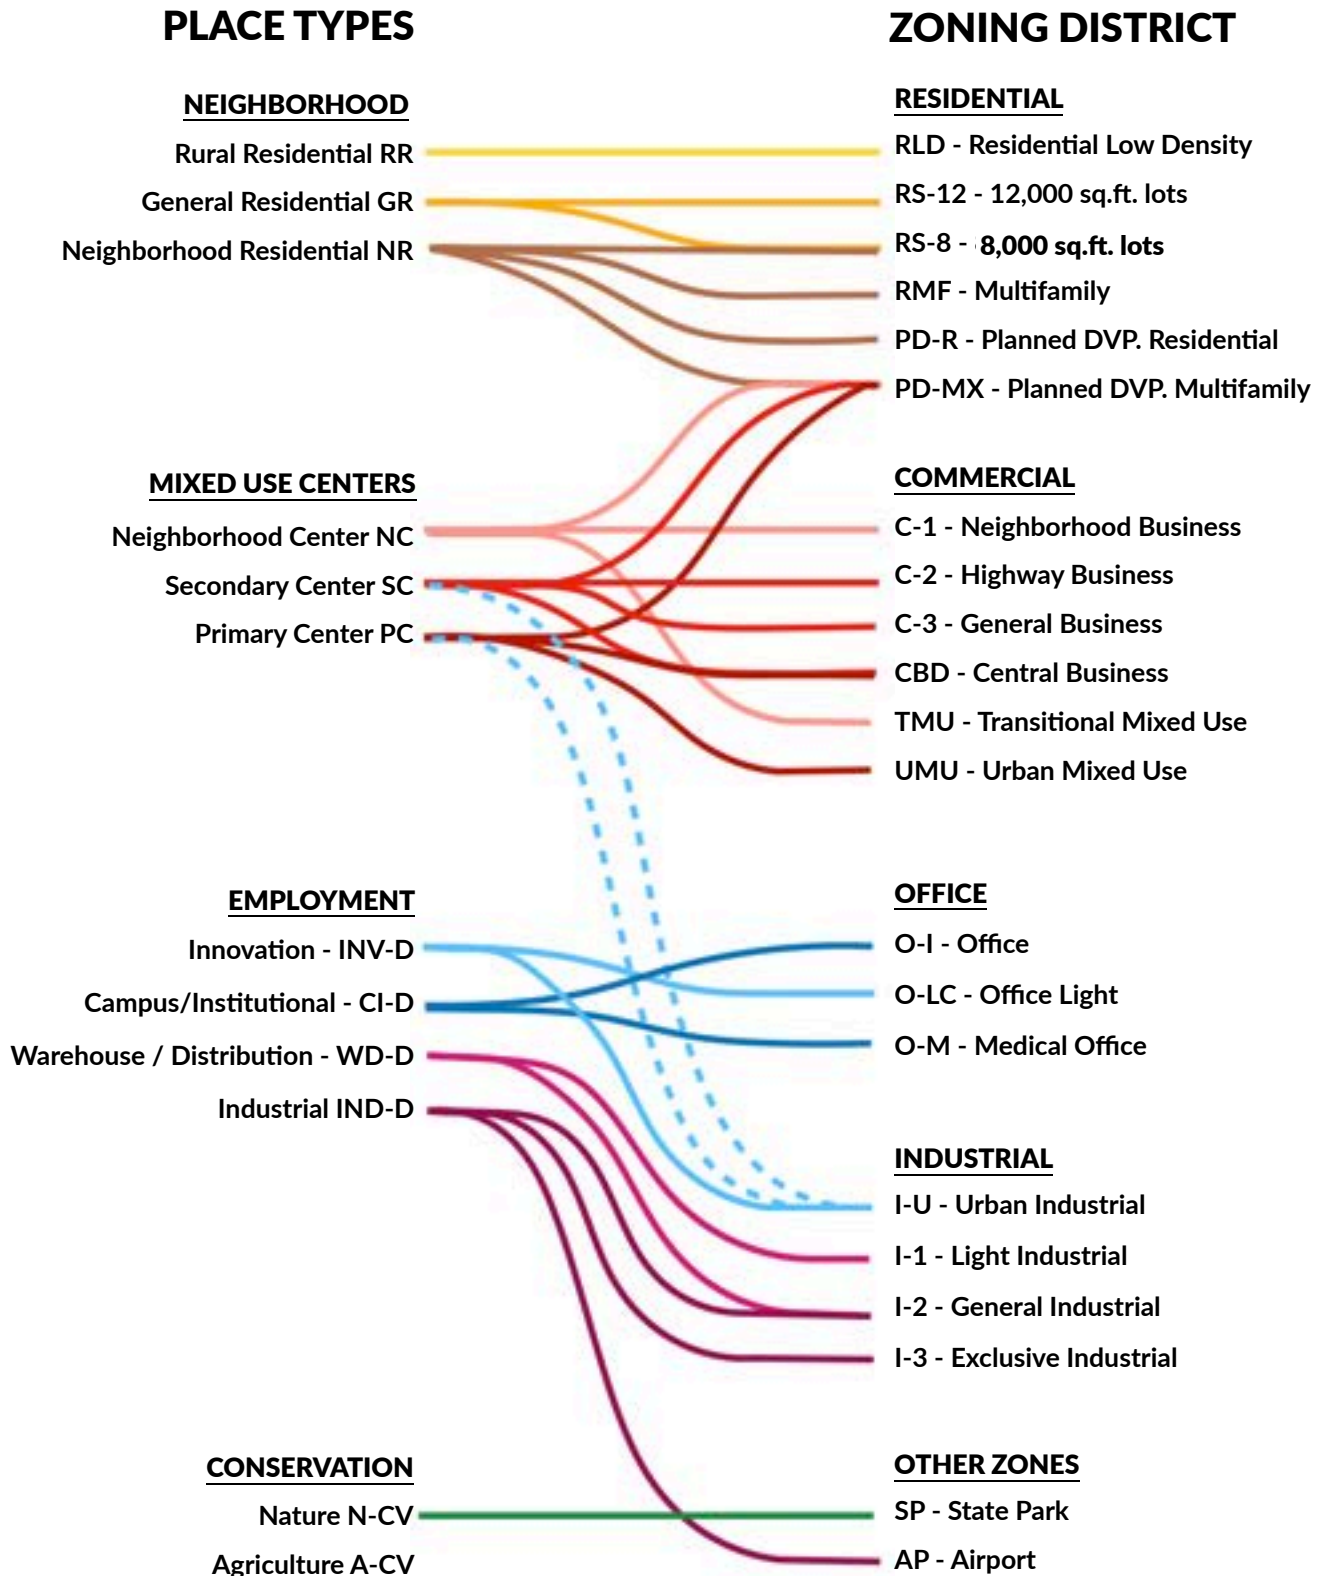 PLACE TYPES
NEIGHBORHOOD
Rural Residential RR
General Residential GR
Neighborhood Residential NR
MIXED USE CENTERS
Neighborhood Center NC
Secondary Center SC
Primary Center PC
EMPLOYMENT
Innovation - INV-D
Campus/Institutional - CI-D
Warehouse / Distribution - WD-D
Industrial IND-D
CONSERVATION
Nature N-CV
Agriculture A-CV
ZONING DISTRICT
RESIDENTIAL
RLD - Residential Low Density
RS-12 - 12,000 sq.ft. lots
RS-8 - 8,000 sq.ft. lots
RMF - Multifamily
PD-R - Planned DVP. Residential
PD-MX - Planned DVP. Multifamily
COMMERCIAL
C-1 - Neighborhood Business
C-2 - Highway Business
C-3 - General Business
CBD - Central Business
TMU - Transitional Mixed Use
UMU - Urban Mixed Use
OFFICE
O-I - Office
O-LC - Office Light
O-M - Medical Office
INDUSTRIAL
I-U - Urban Industrial
I-1 - Light Industrial
I-2 - General Industrial
I-3 - Exclusive Industrial
OTHER ZONES
SP - State Park
AP - Airport